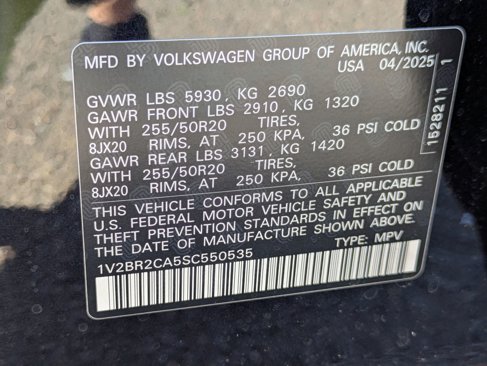 MFD BY VOLKSWAGEN GROUP OF AMERICA, INC.
USA 04/2025
GVWR LBS 5930, KG 2690
GAWR FRONT LBS 2910, KG 1320
WITH 255/50R20 TIRES,
8JX20 RIMS, AT 250 KPA, 36 PSI COLD
GAWR REAR LBS 3131, KG 1420
WITH 255/50R20 TIRES,
8JX20 RIMS, AT 250 KPA, 36 PSI COLD
THIS VEHICLE CONFORMS TO ALL APPLICABLE
U.S. FEDERAL MOTOR VEHICLE SAFETY AND
THEFT PREVENTION STANDARDS IN EFFECT ON
THE DATE OF MANUFACTURE SHOWN ABOVE.
1V2BR2CA5SC550535 TYPE: MPV
1528211 1